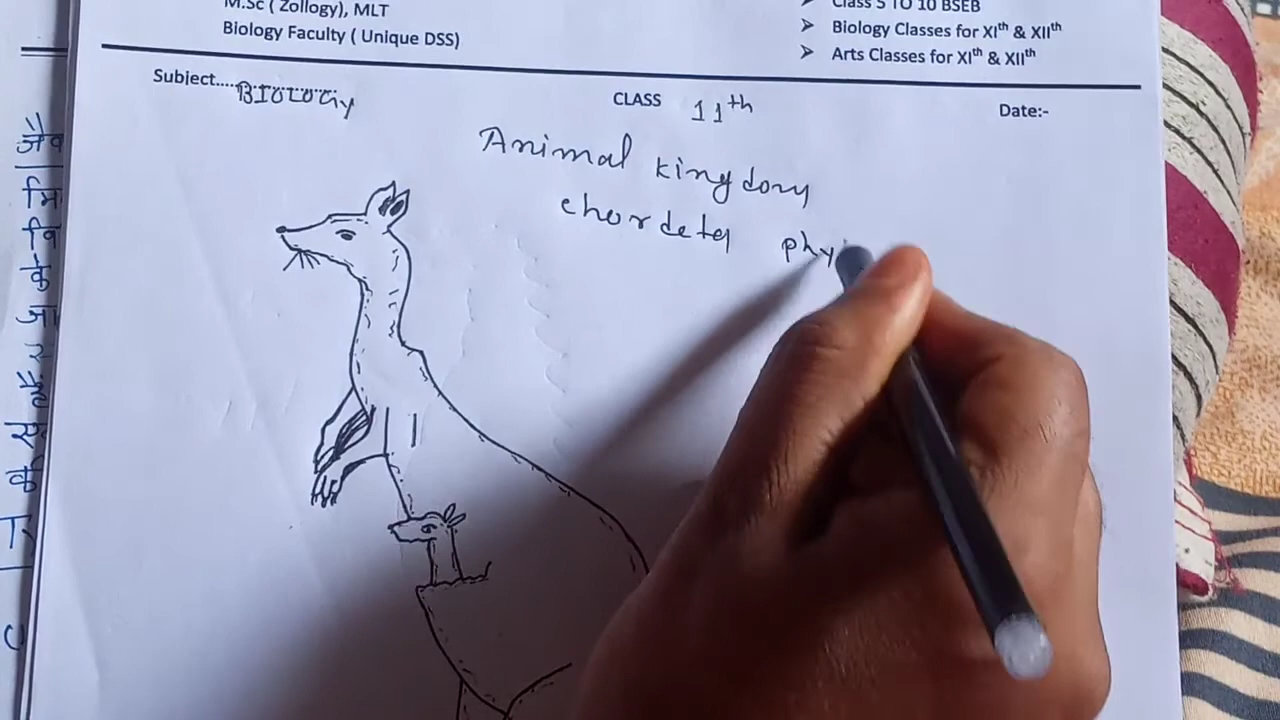 M.Sc ( Zollogy), MLT
Biology Faculty ( Unique DSS)
Class 5 TO 10 BSEB
Biology Classes for XIth & XIIth
Arts Classes for XIth & XIIth
Subject..... BIOLOGY
CLASS 11th
Date:-
Animal kingdom
chordeta phy